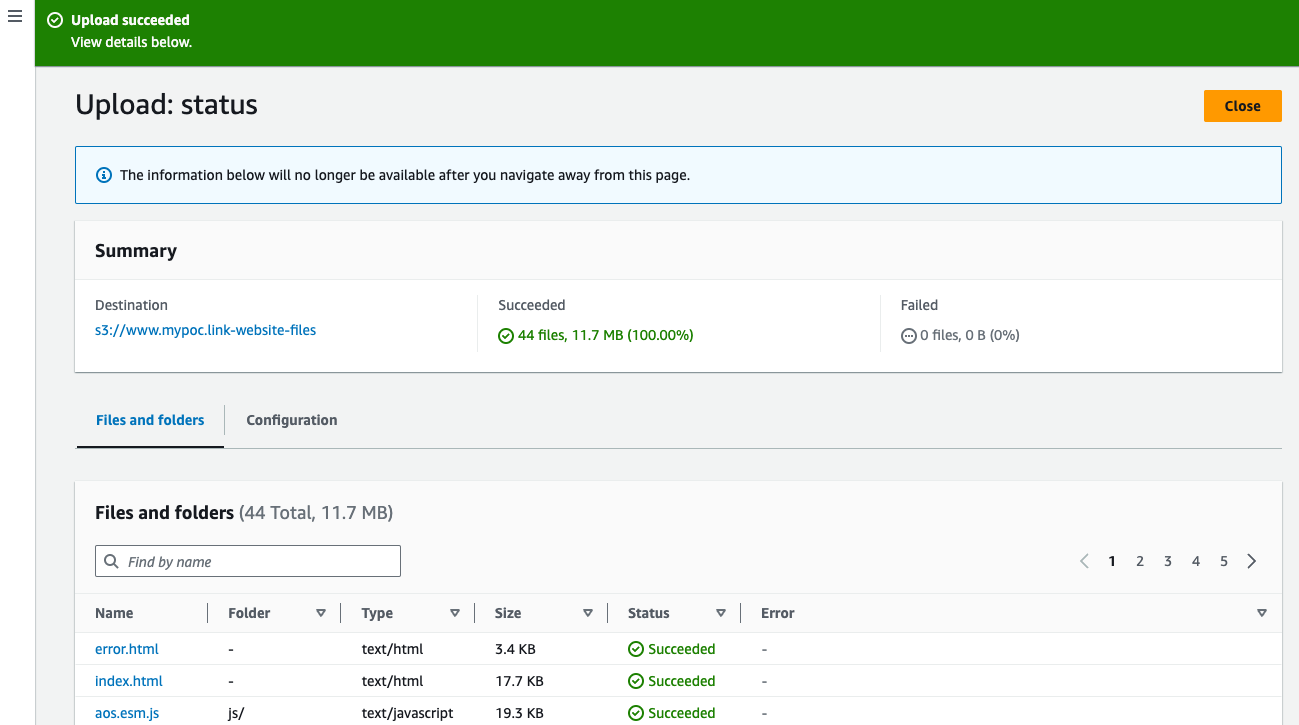 Upload succeeded
View details below.
Upload: status
Close
The information below will no longer be available after you navigate away from this page.
Summary
Destination
s3://www.mypoc.link-website-files
Succeeded
44 files, 11.7 MB (100.00%)
Failed
0 files, 0 B (0%)
Files and folders
Configuration
Files and folders (44 Total, 11.7 MB)
Find by name
1 2 3 4 5
Name Folder Type Size Status Error
error.html - text/html 3.4 KB Succeeded -
index.html - text/html 17.7 KB Succeeded -
aos.esm.js js/ text/javascript 19.3 KB Succeeded -